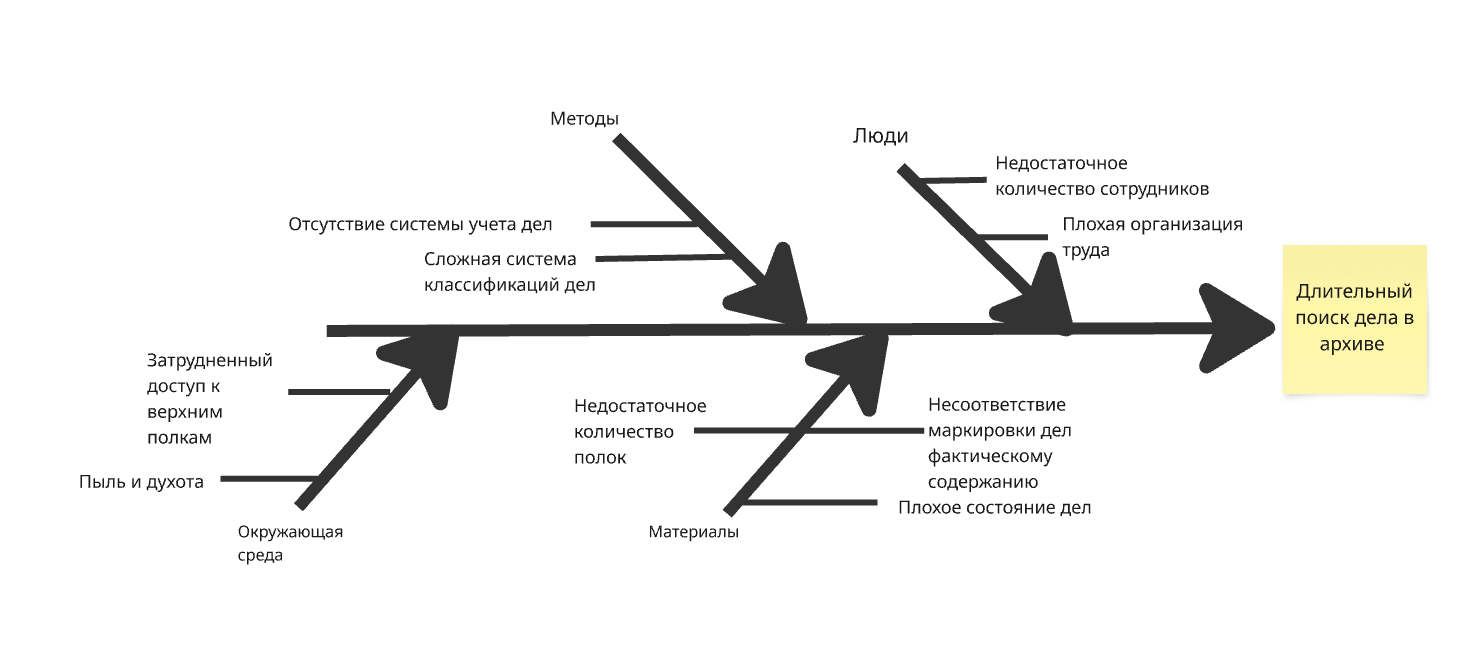 Методы
Люди
Недостаточное
количество сотрудников
Отсутствие системы учета дел
Плохая организация
труда
Сложная система
классификаций дел
Длительный
поиск дела в
архиве
Затрудненный
доступ к
верхним
полкам
Недостаточное
количество
полок
Несоответствие
маркировки дел
фактическому
содержанию
Пыль и духота
Плохое состояние дел
Окружающая
среда
Материалы